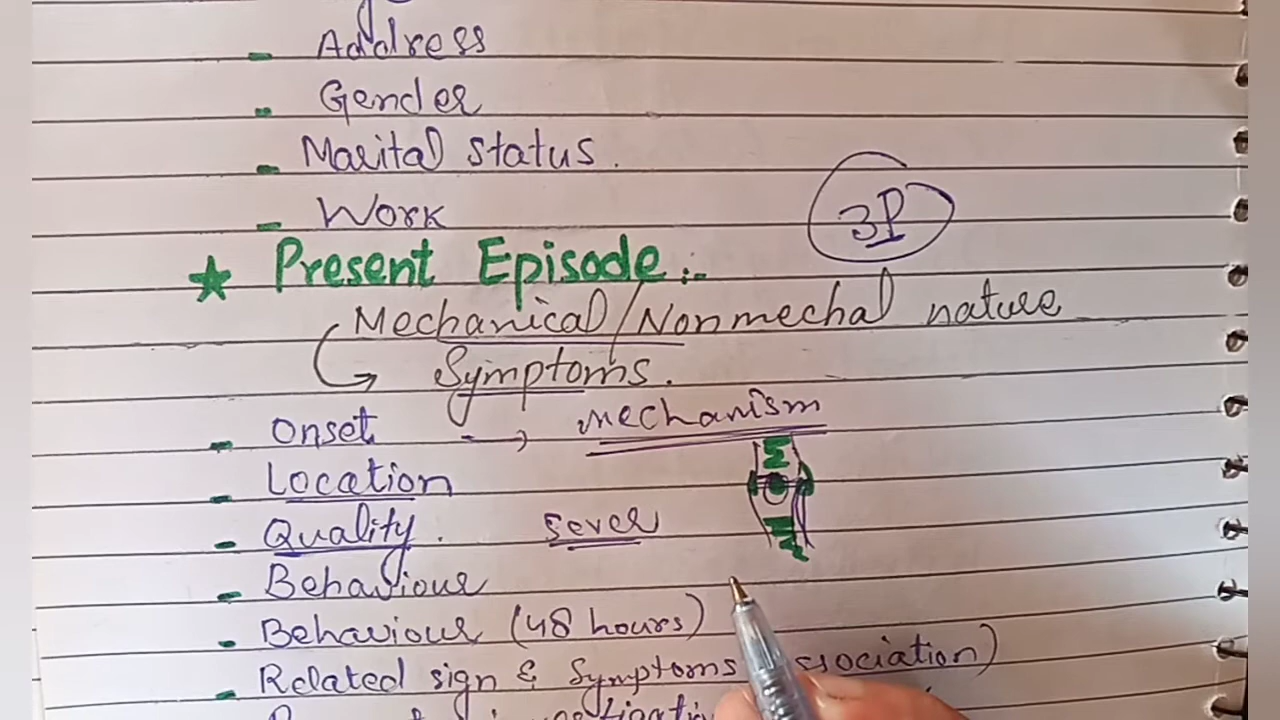 - Address
- Gender
- Marital status.
- Work
3P
★ Present Episode:-
Mechanical/Nonmechal nature
Symptoms.
- Onset → mechanism
- Location
- Quality. sever
- Behaviour
- Behaviour (48 hours)
- Related sign & Symptoms